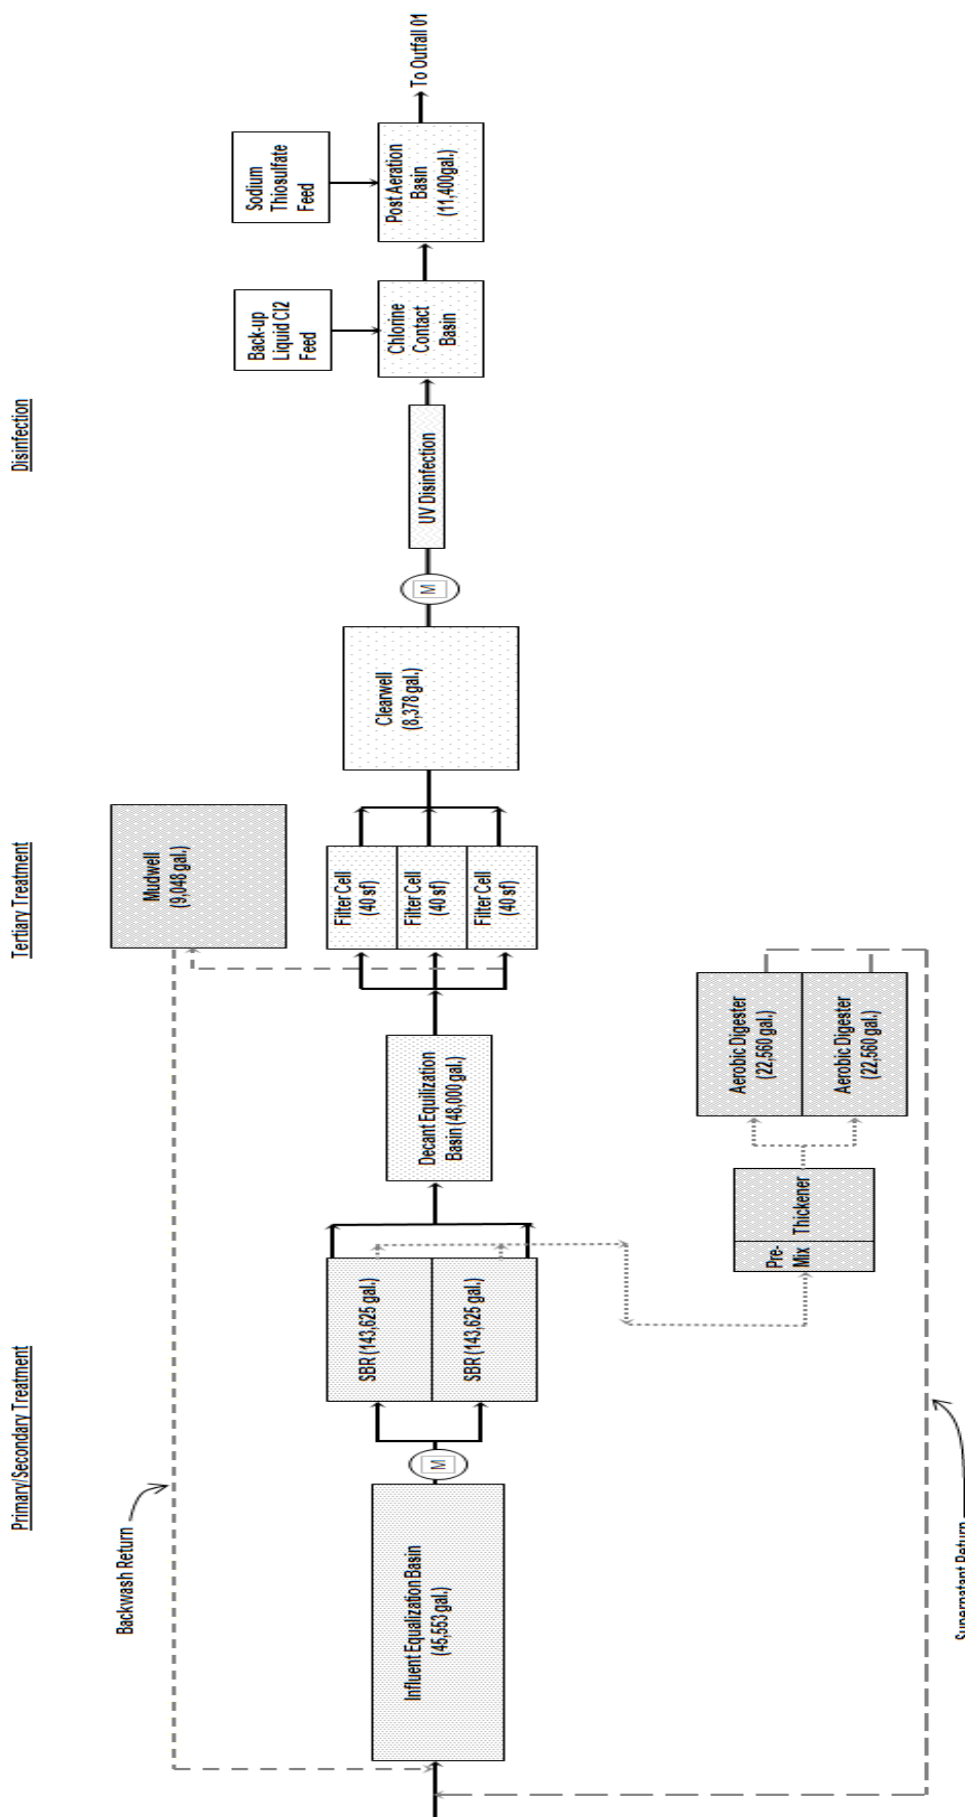 Primary/Secondary Treatment
Tertiary Treatment
Disinfection
Backwash Return
Mudwell
(9,048 gal.)
Sodium
Thiosulfate
Feed
Back-up
Liquid Cl2
Feed
Influent Equalization Basin
(45,553 gal.)
M
SBR (143,625 gal.)
SBR (143,625 gal.)
Decant Equilization
Basin (48,000 gal.)
Filter Cell
(40 sf)
Filter Cell
(40 sf)
Filter Cell
(40 sf)
Clearwell
(8,378 gal.)
M
UV Disinfection
Chlorine
Contact
Basin
Post Aeration
Basin
(11,400gal.)
To Outfall 01
Pre-
Mix
Thickener
Aerobic Digester
(22,560 gal.)
Aerobic Digester
(22,560 gal.)
Supernatant Return